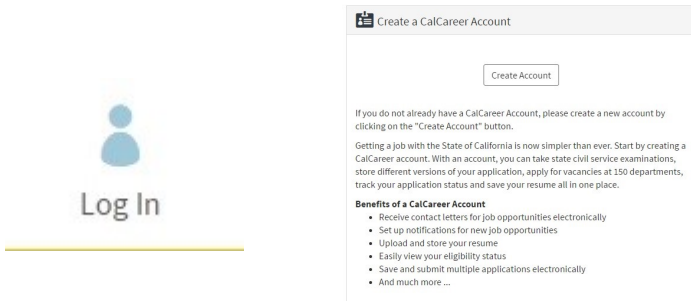 Log In
Create a CalCareer Account
Create Account
If you do not already have a CalCareer Account, please create a new account by
clicking on the "Create Account" button.
Getting a job with the State of California is now simpler than ever. Start by creating a
CalCareer account. With an account, you can take state civil service examinations,
store different versions of your application, apply for vacancies at 150 departments,
track your application status and save your resume all in one place.
Benefits of a CalCareer Account
• Receive contact letters for job opportunities electronically
• Set up notifications for new job opportunities
• Upload and store your resume
• Easily view your eligibility status
• Save and submit multiple applications electronically
• And much more ...